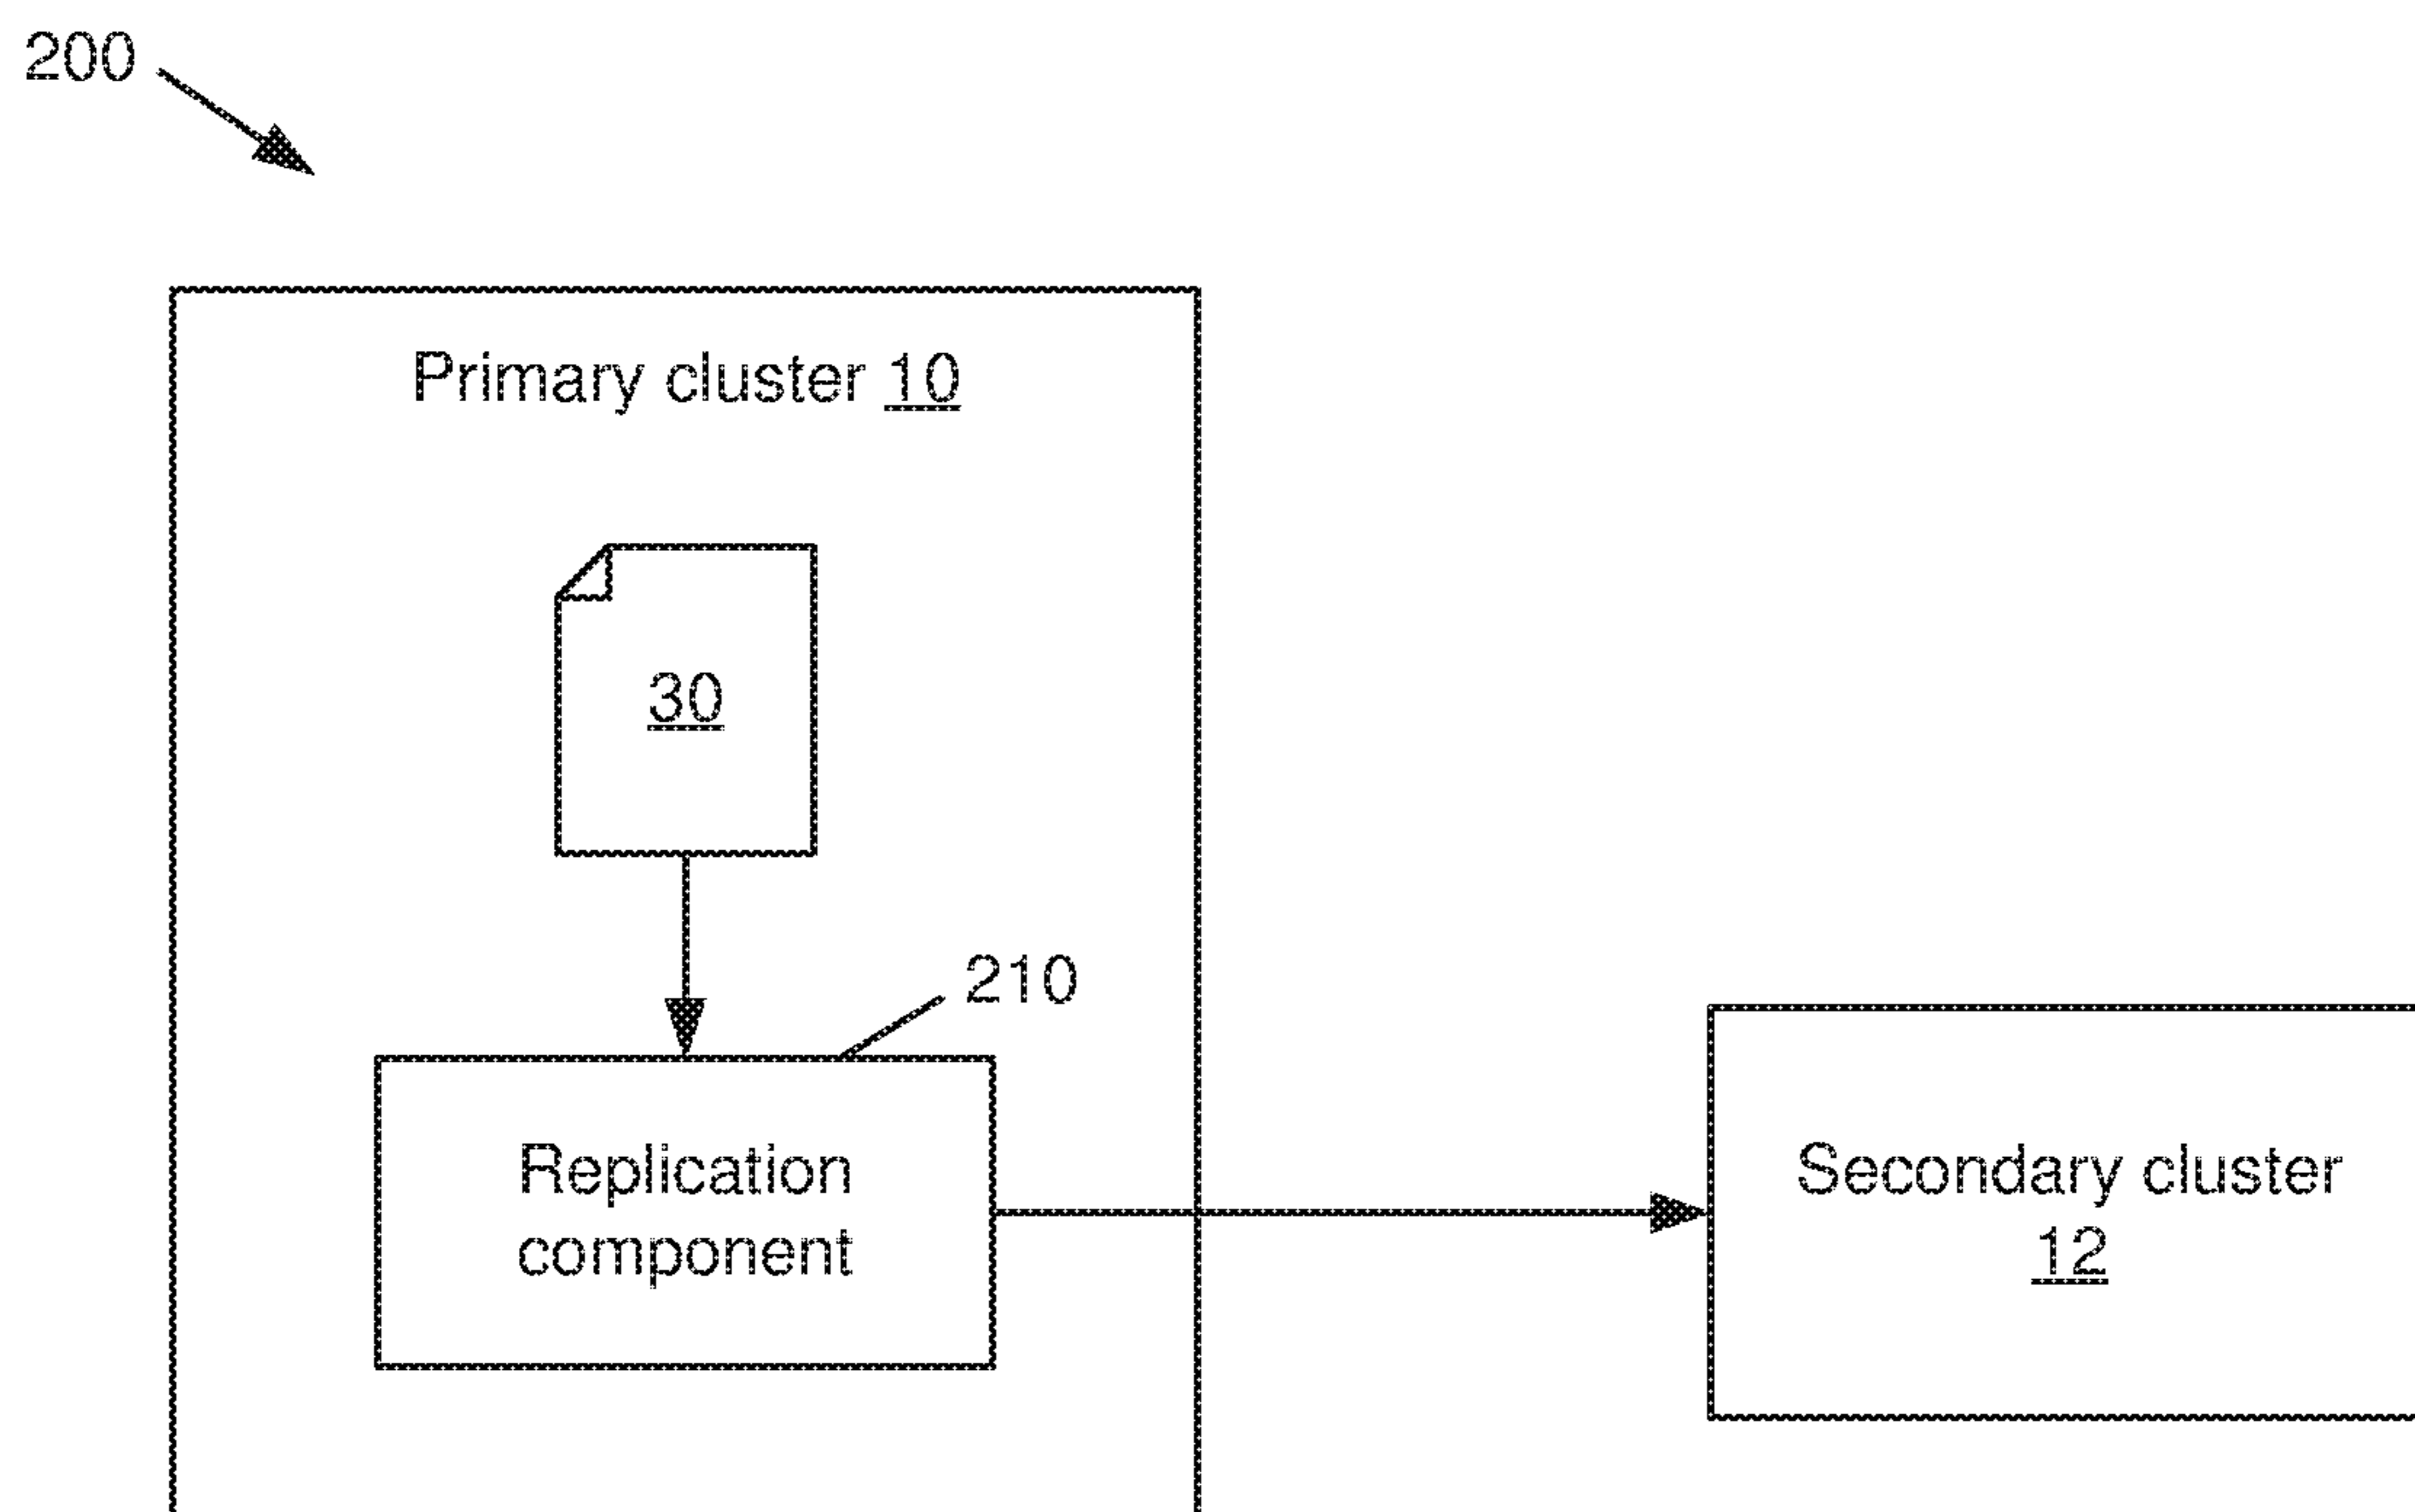 200
Primary cluster 10
30
210
Replication
component
Secondary cluster
12